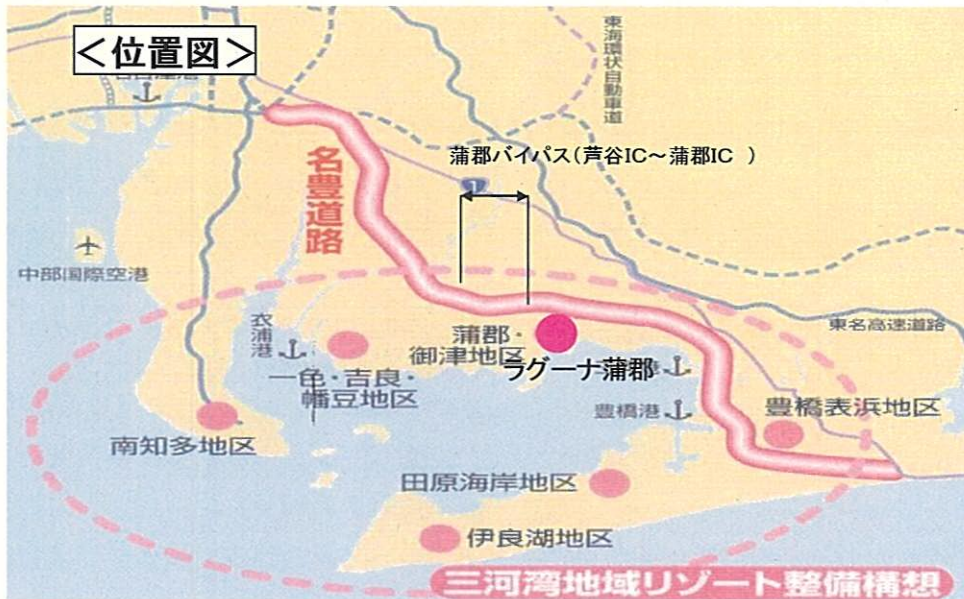 ＜位置図＞
東海環状自動車道
蒲郡バイパス（芦谷IC～蒲郡IC　）
1
名豊道路
中部国際空港
東名高速道路
衣浦港
蒲郡・
御津地区
ラグーナ蒲郡
一色・吉良・
幡豆地区
豊橋港
豊橋表浜地区
南知多地区
田原海岸地区
伊良湖地区
三河湾地域リゾート整備構想